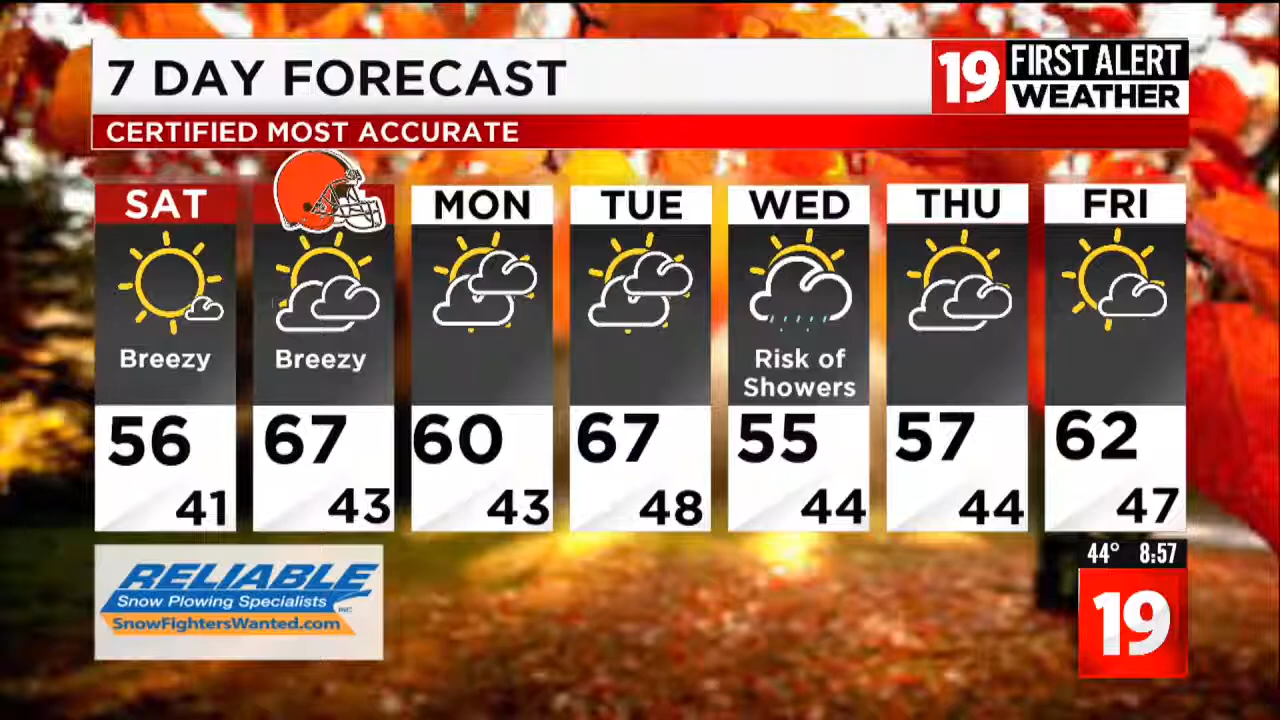 7 DAY FORECAST
19 FIRST ALERT
WEATHER
CERTIFIED MOST ACCURATE
SAT MON TUE WED THU FRI
Breezy Breezy Risk of
Showers
56 67 60 67 55 57 62
41 43 43 48 44 44 47
RELIABLE
Snow Plowing Specialists INC
SnowFightersWanted.com
44° 8:57
19